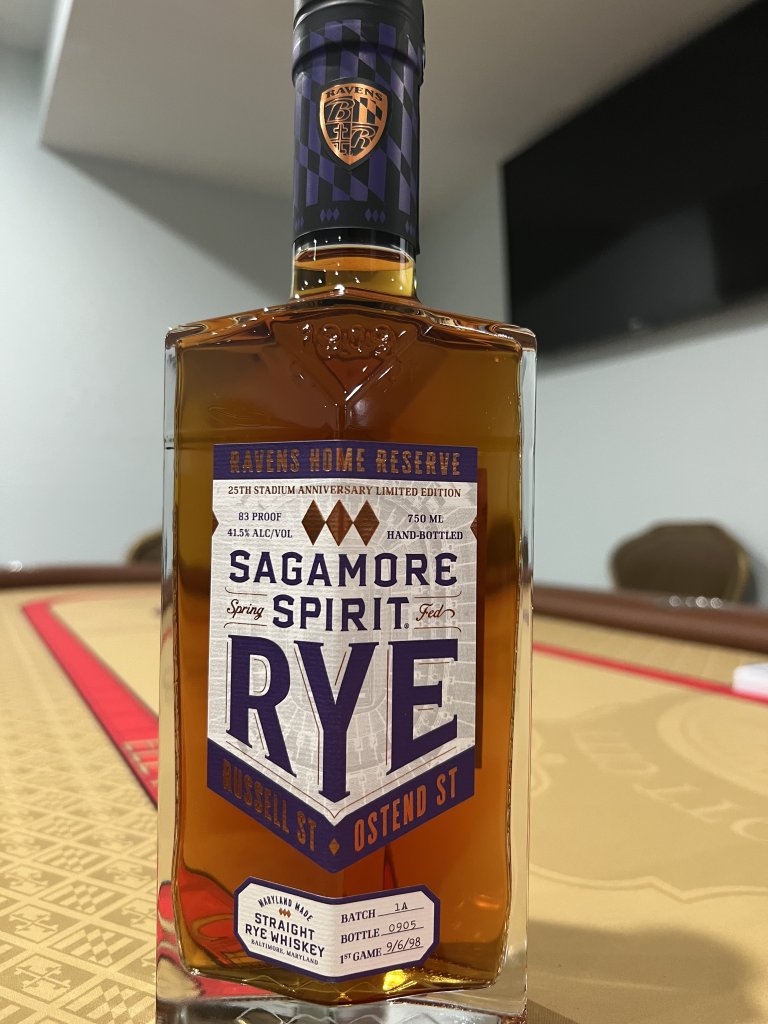 RAVENS
B
R
RAVENS HOME RESERVE
25TH STADIUM ANNIVERSARY LIMITED EDITION
83 PROOF
41.5% ALC/VOL
750 ML
HAND-BOTTLED
SAGAMORE
Spring SPIRIT® Fed
RYE
RUSSELL ST ♦ OSTEND ST
MARYLAND MADE
STRAIGHT
RYE WHISKEY
BALTIMORE, MARYLAND
BATCH 1A
BOTTLE 0905
1ST GAME 9/6/98